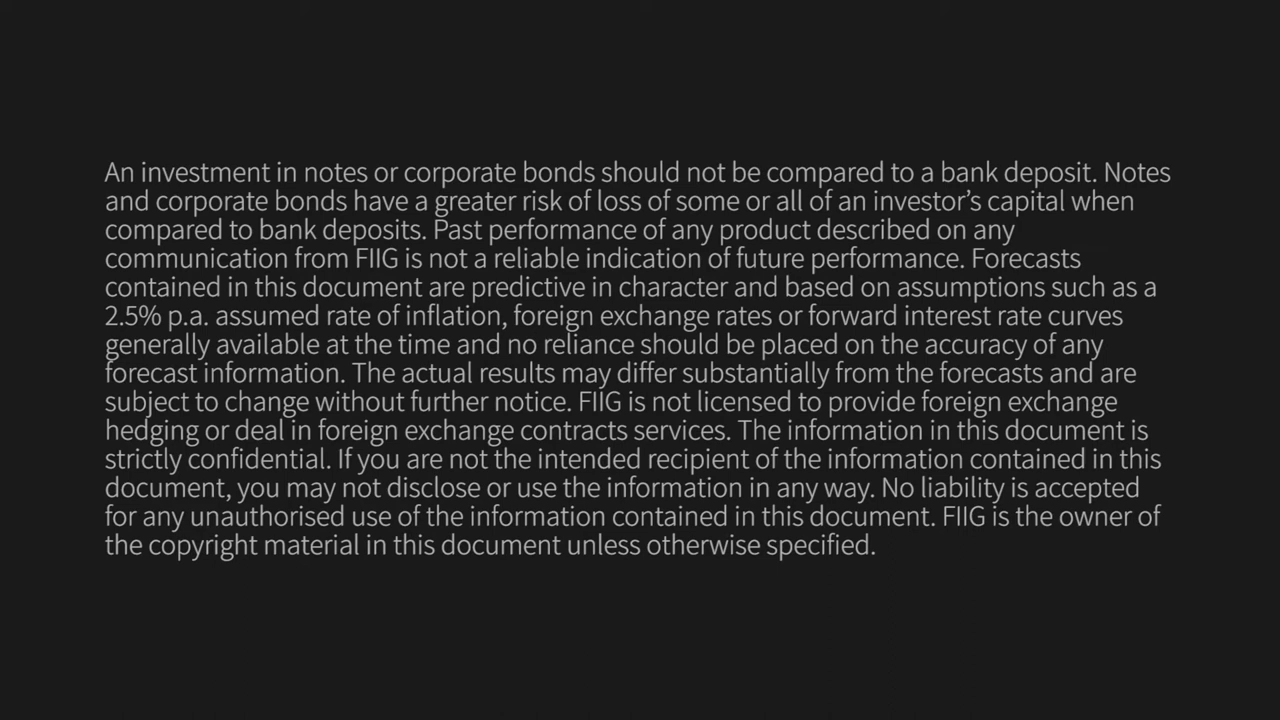 An investment in notes or corporate bonds should not be compared to a bank deposit. Notes
and corporate bonds have a greater risk of loss of some or all of an investor’s capital when
compared to bank deposits. Past performance of any product described on any
communication from FIIG is not a reliable indication of future performance. Forecasts
contained in this document are predictive in character and based on assumptions such as a
2.5% p.a. assumed rate of inflation, foreign exchange rates or forward interest rate curves
generally available at the time and no reliance should be placed on the accuracy of any
forecast information. The actual results may differ substantially from the forecasts and are
subject to change without further notice. FIIG is not licensed to provide foreign exchange
hedging or deal in foreign exchange contracts services. The information in this document is
strictly confidential. If you are not the intended recipient of the information contained in this
document, you may not disclose or use the information in any way. No liability is accepted
for any unauthorised use of the information contained in this document. FIIG is the owner of
the copyright material in this document unless otherwise specified.